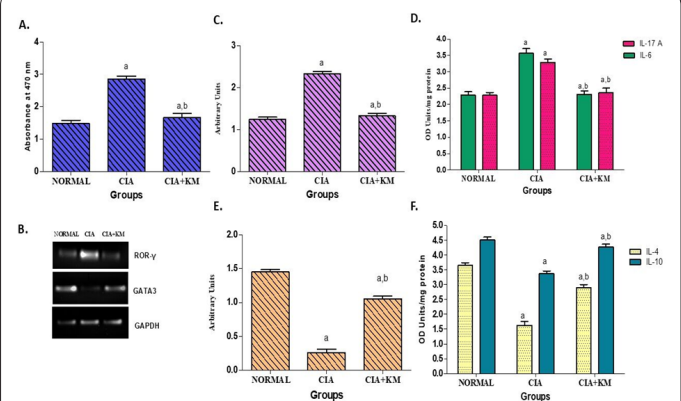 A.
Absorbance at 470 nm
4
3
2
1
0
a
a,b
NORMAL CIA CIA+KM
Groups
B.
NORMAL CIA CIA+KM
ROR-γ
GATA3
GAPDH
C.
Arbitrary Units
3
2
1
0
a
a,b
NORMAL CIA CIA+KM
Groups
D.
OD Units/mg protein
4.0
3.5
3.0
2.5
2.0
1.5
1.0
0.5
0.0
a a
a,b a,b
IL-17 A
IL-6
NORMAL CIA CIA+KM
Groups
E.
Arbitrary Units
2.0
1.5
1.0
0.5
0.0
a
a,b
NORMAL CIA CIA+KM
Groups
F.
OD Units/mg protein
5.0
4.5
4.0
3.5
3.0
2.5
2.0
1.5
1.0
0.5
0.0
a
a
a,b
a,b
IL-4
IL-10
NORMAL CIA CIA+KM
Groups